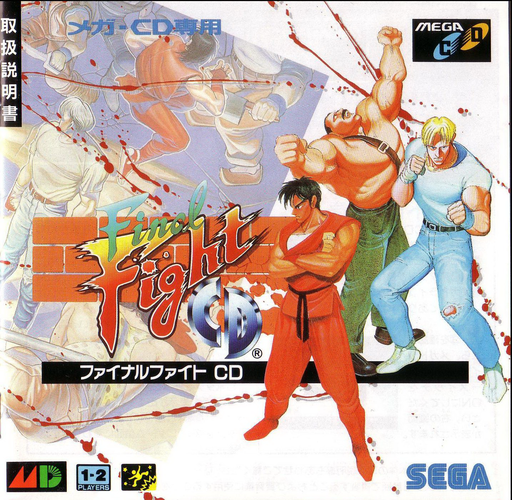 取扱説明書
メガ-CD専用
MEGA
CD
Final
Fight
CD
®
ファイナルファイト CD
MD
1-2
PLAYERS
SEGA